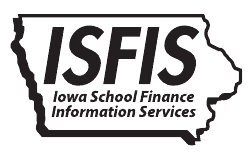 ISFIS
Iowa School Finance
Information Services